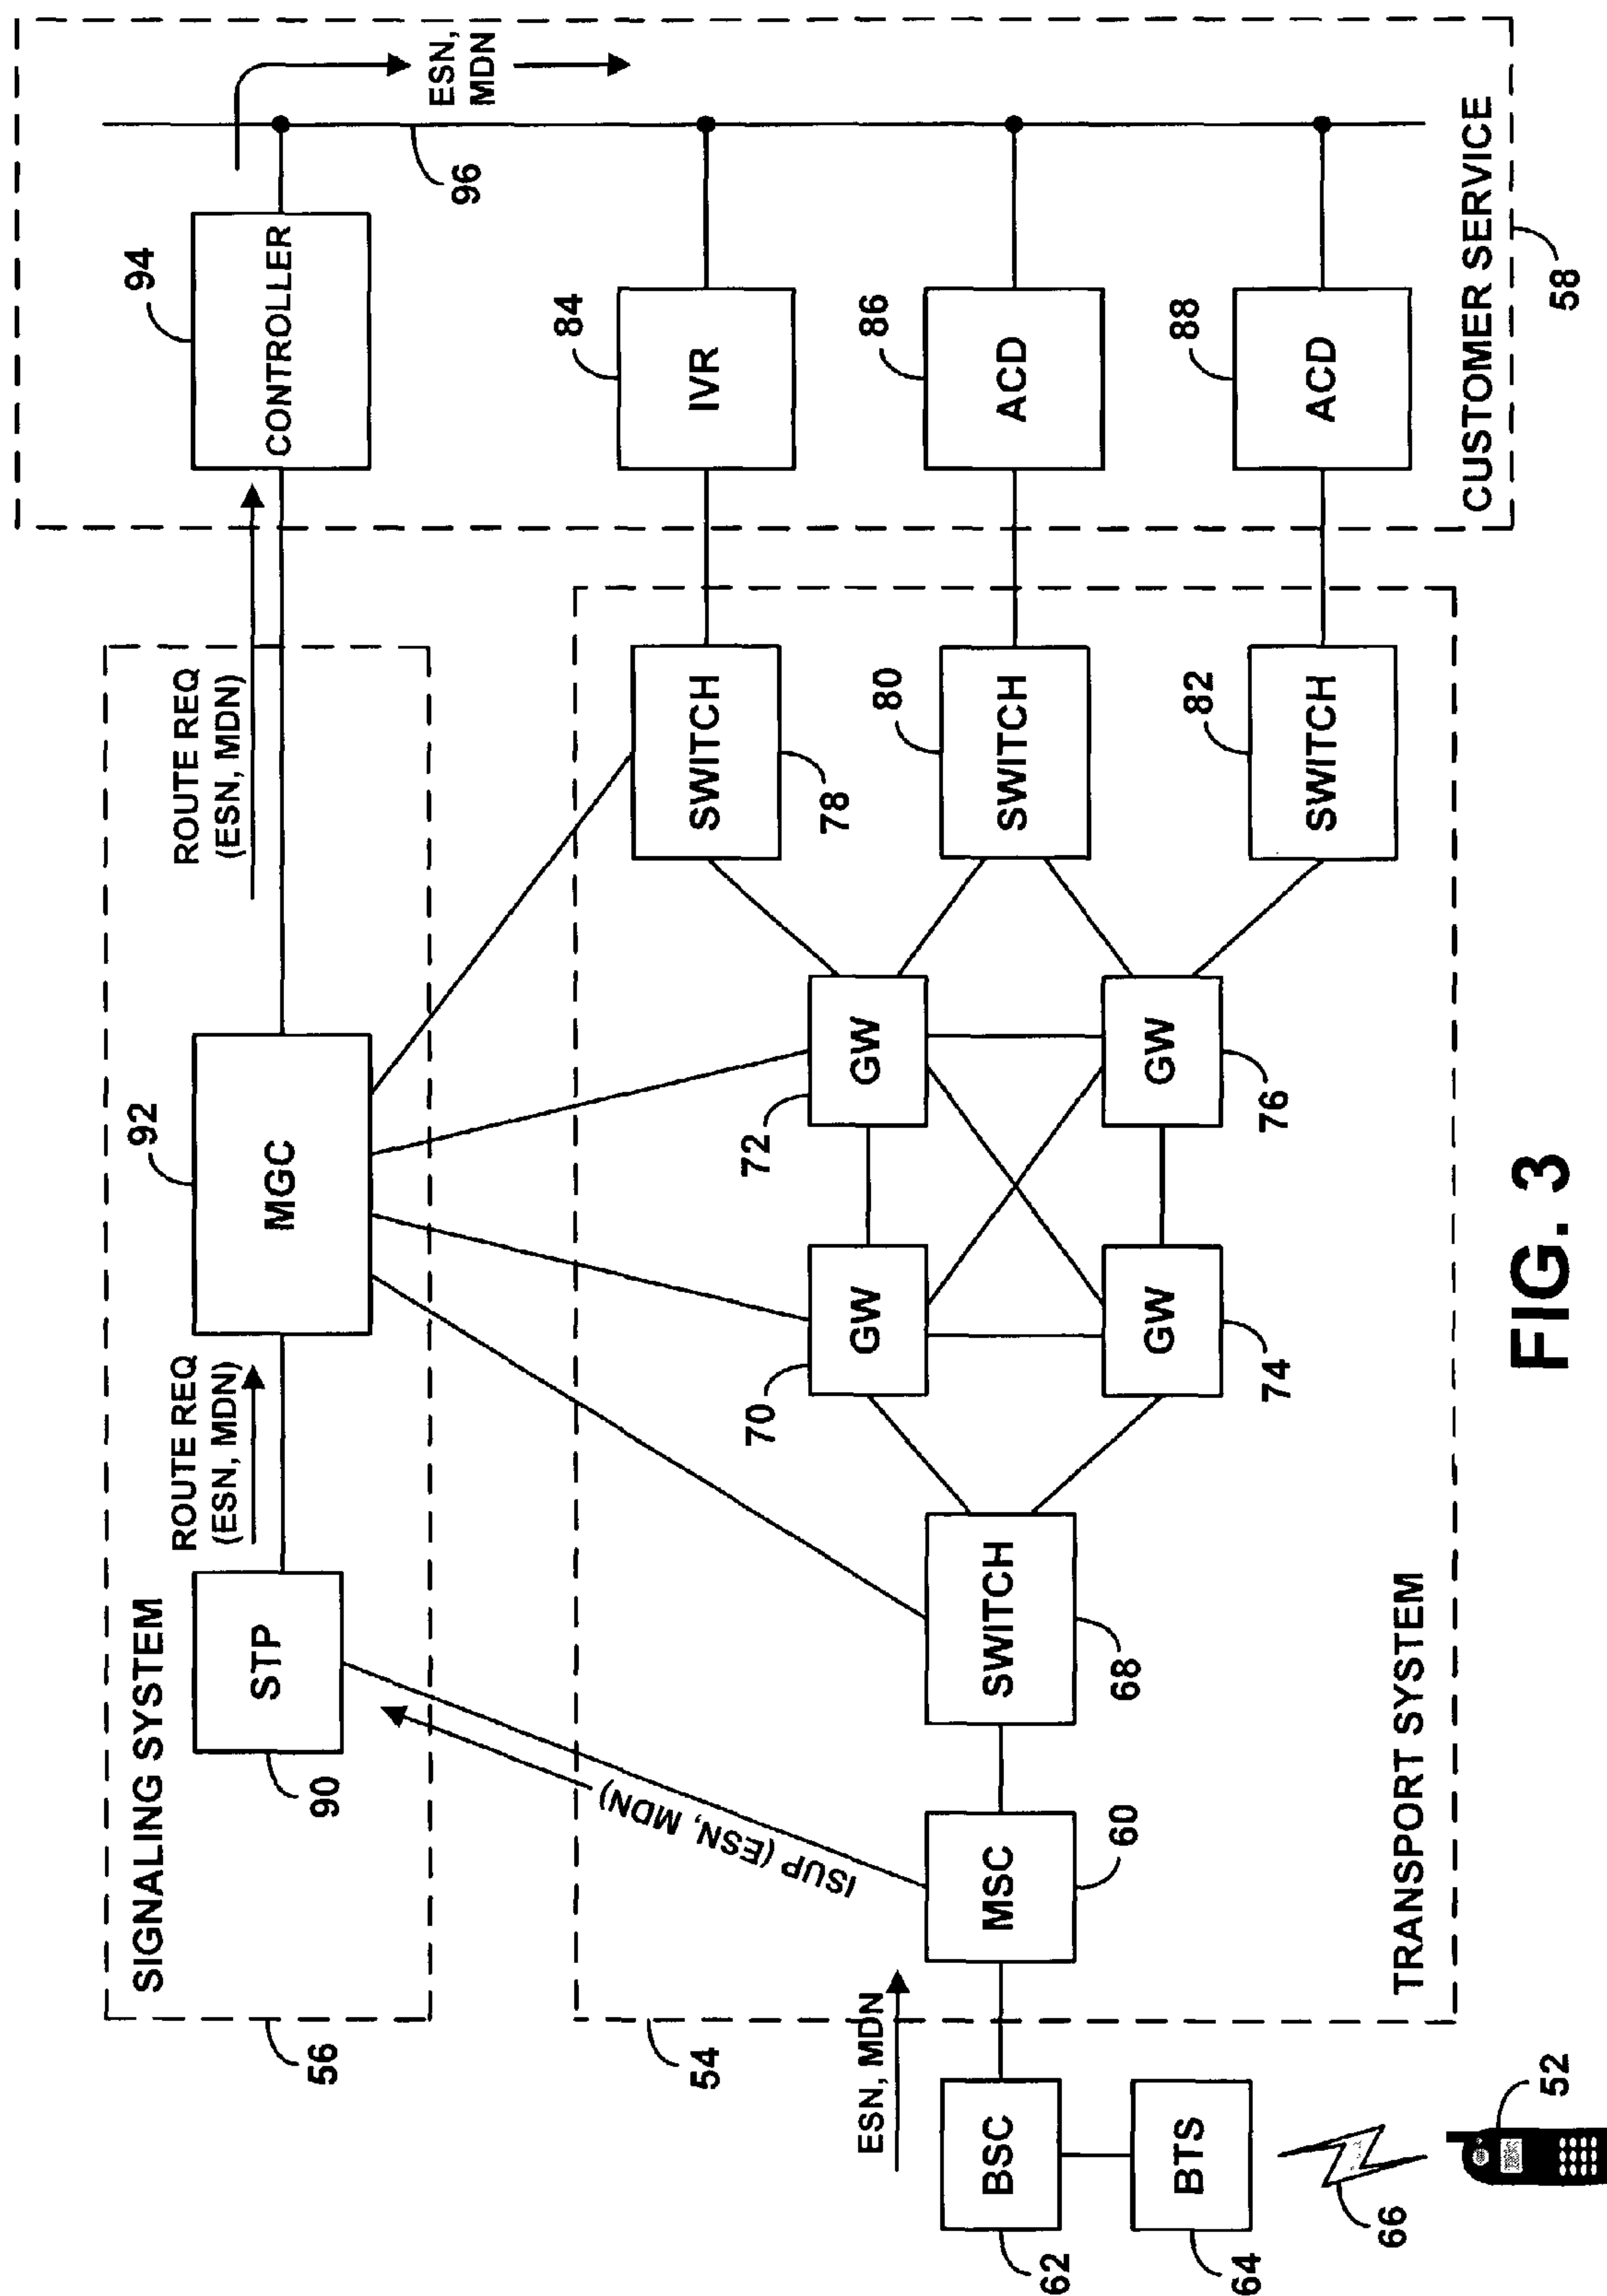 SIGNALING SYSTEM
56
STP
90
ROUTE REQ
(ESN, MDN)
MGC
92
ROUTE REQ
(ESN, MDN)
CONTROLLER
94
96
ESN,
MDN
ISUP (ESN, MDN)
54
ESN, MDN
BSC
62
BTS
64
66
52
MSC
60
SWITCH
68
GW
70
GW
72
GW
74
GW
76
SWITCH
78
SWITCH
80
SWITCH
82
IVR
84
ACD
86
ACD
88
TRANSPORT SYSTEM
CUSTOMER SERVICE
58
FIG. 3